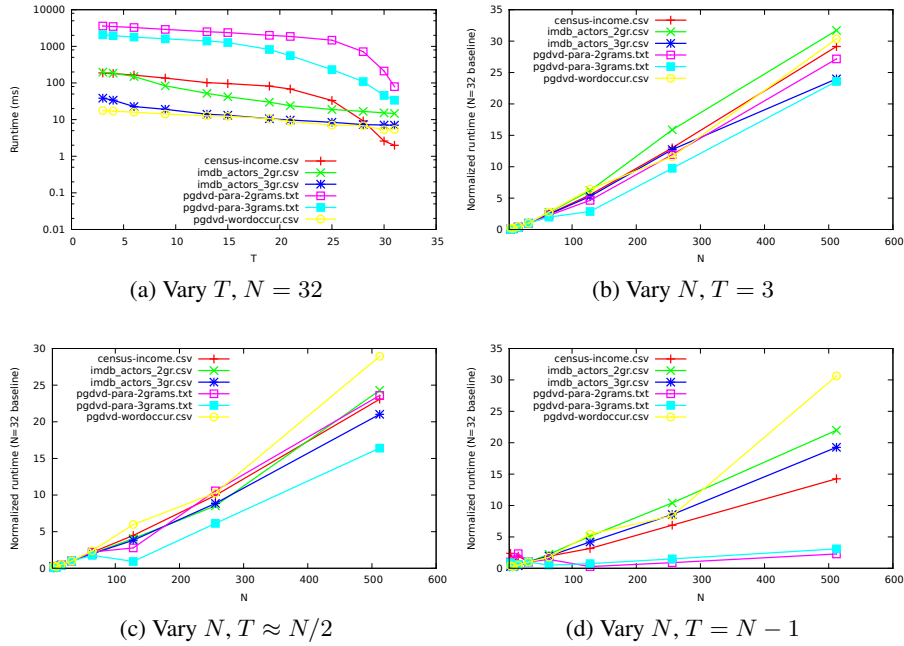 10000
1000
100
10
1
0.1
0.01
Runtime (ms)
census-income.csv
imdb_actors_2gr.csv
imdb_actors_3gr.csv
pgdvd-para-2grams.txt
pgdvd-para-3grams.txt
pgdvd-wordoccur.csv
0 5 10 15 20 25 30 35
T
(a) Vary T, N = 32
35
30
25
20
15
10
5
0
Normalized runtime (N=32 baseline)
census-income.csv
imdb_actors_2gr.csv
imdb_actors_3gr.csv
pgdvd-para-2grams.txt
pgdvd-para-3grams.txt
pgdvd-wordoccur.csv
0 100 200 300 400 500 600
N
(b) Vary N, T = 3
30
25
20
15
10
5
0
Normalized runtime (N=32 baseline)
census-income.csv
imdb_actors_2gr.csv
imdb_actors_3gr.csv
pgdvd-para-2grams.txt
pgdvd-para-3grams.txt
pgdvd-wordoccur.csv
0 100 200 300 400 500 600
N
(c) Vary N, T ≈ N/2
35
30
25
20
15
10
5
0
Normalized runtime (N=32 baseline)
census-income.csv
imdb_actors_2gr.csv
imdb_actors_3gr.csv
pgdvd-para-2grams.txt
pgdvd-para-3grams.txt
pgdvd-wordoccur.csv
0 100 200 300 400 500 600
N
(d) Vary N, T = N − 1